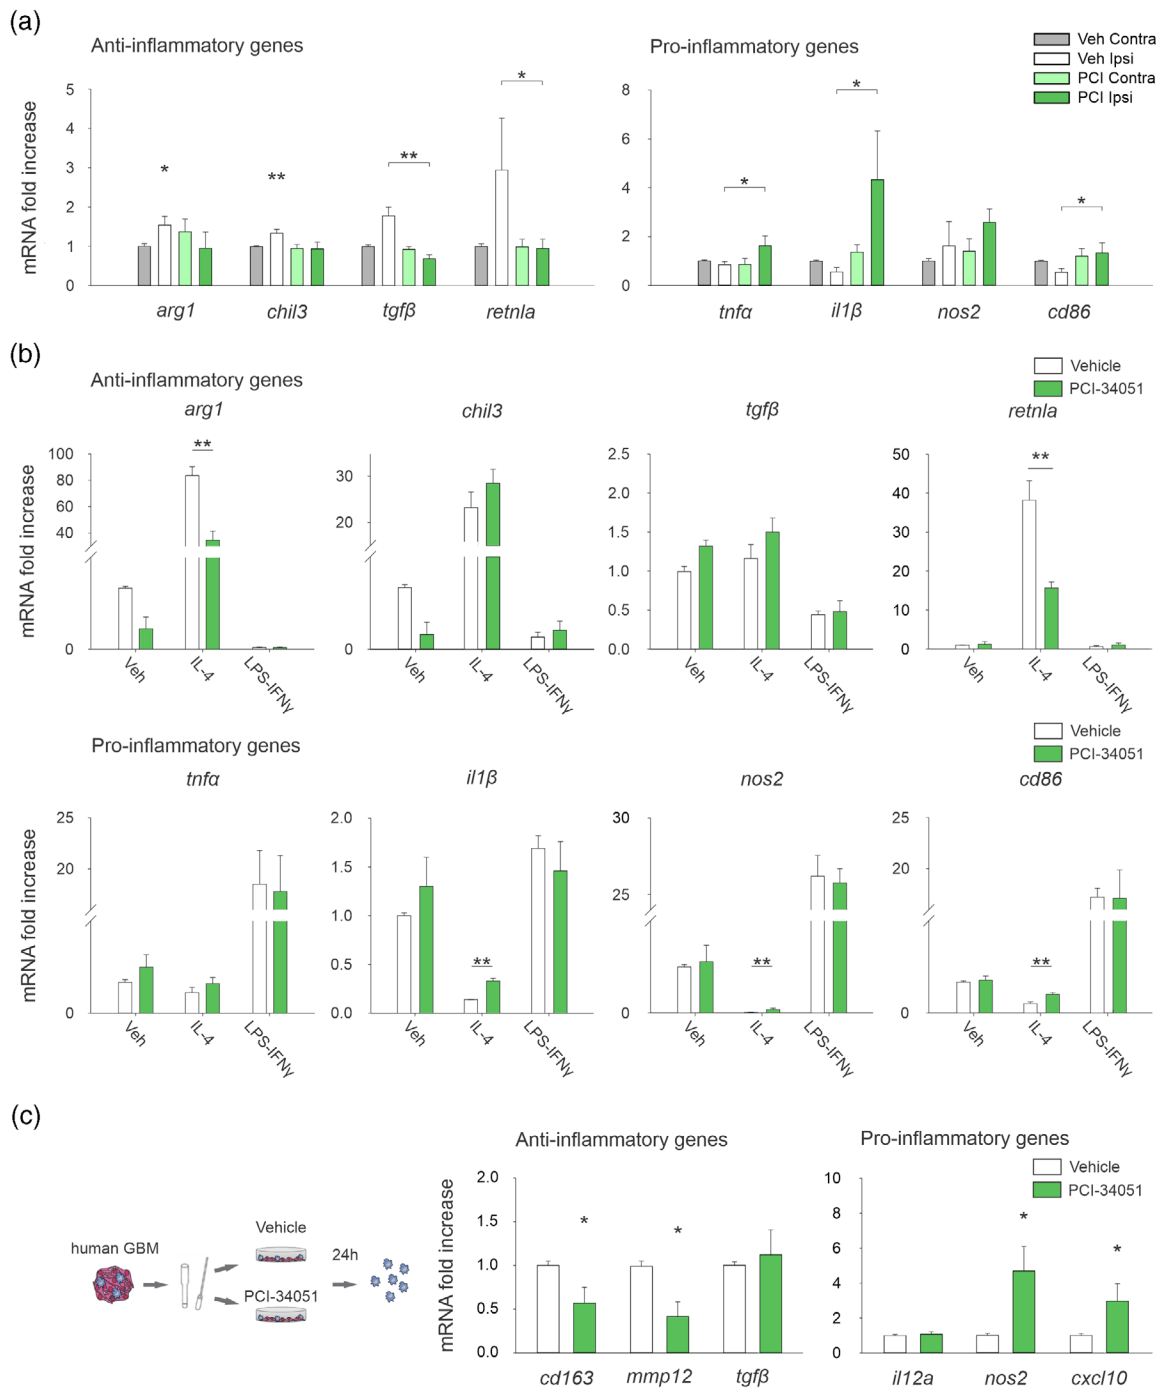 (a)
Anti-inflammatory genes
Pro-inflammatory genes
Veh Contra
Veh Ipsi
PCI Contra
PCI Ipsi
mRNA fold increase
5
4
3
2
1
0
*
**
**
*
arg1
chil3
tgfβ
retnla
8
6
4
2
0
*
*
*
tnfα
il1β
nos2
cd86
(b)
Anti-inflammatory genes
Vehicle
PCI-34051
arg1
chil3
tgfβ
retnla
mRNA fold increase
100
80
60
40
0
**
Veh
IL-4
LPS-IFNγ
30
20
0
Veh
IL-4
LPS-IFNγ
2.5
2.0
1.5
1.0
0.5
0.0
Veh
IL-4
LPS-IFNγ
50
40
30
20
10
0
**
Veh
IL-4
LPS-IFNγ
Pro-inflammatory genes
Vehicle
PCI-34051
tnfα
il1β
nos2
cd86
mRNA fold increase
25
20
0
Veh
IL-4
LPS-IFNγ
2.0
1.5
1.0
0.5
0.0
**
Veh
IL-4
LPS-IFNγ
30
25
0
**
Veh
IL-4
LPS-IFNγ
25
20
0
**
Veh
IL-4
LPS-IFNγ
(c)
human GBM
Vehicle
PCI-34051
24h
Anti-inflammatory genes
mRNA fold increase
2.0
1.5
1.0
0.5
0.0
*
*
cd163
mmp12
tgfβ
Pro-inflammatory genes
Vehicle
PCI-34051
10
8
6
4
2
0
*
*
il12a
nos2
cxcl10